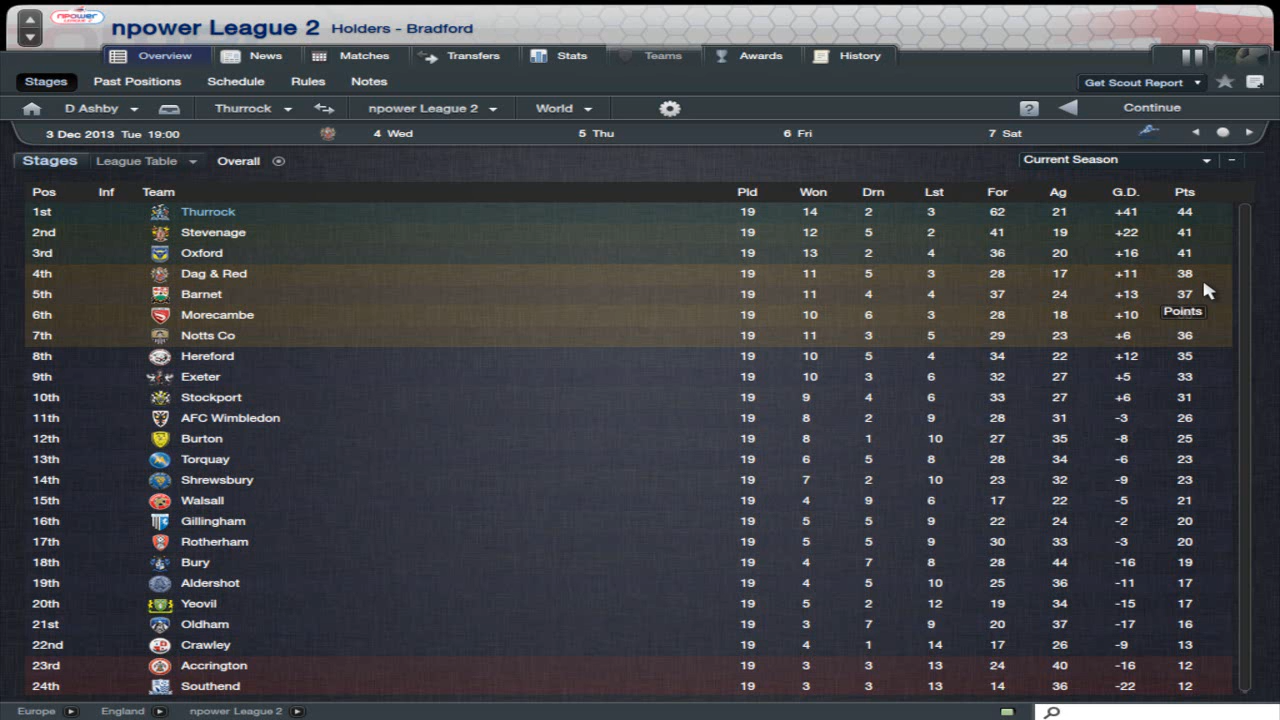 npower
npower League 2 Holders - Bradford
Overview News Matches Transfers Stats Teams Awards History
Stages Past Positions Schedule Rules Notes Get Scout Report
D Ashby Thurrock npower League 2 World ? Continue
3 Dec 2013 Tue 19:00 4 Wed 5 Thu 6 Fri 7 Sat
Stages League Table Overall Current Season
Pos Inf Team Pld Won Drn Lst For Ag G.D. Pts
1st Thurrock 19 14 2 3 62 21 +41 44
2nd Stevenage 19 12 5 2 41 19 +22 41
3rd Oxford 19 13 2 4 36 20 +16 41
4th Dag & Red 19 11 5 3 28 17 +11 38
5th Barnet 19 11 4 4 37 24 +13 37
6th Morecambe 19 10 6 3 28 18 +10 Points
7th Notts Co 19 11 3 5 29 23 +6 36
8th Hereford 19 10 5 4 34 22 +12 35
9th Exeter 19 10 3 6 32 27 +5 33
10th Stockport 19 9 4 6 33 27 +6 31
11th AFC Wimbledon 19 8 2 9 28 31 -3 26
12th Burton 19 8 1 10 27 35 -8 25
13th Torquay 19 6 5 8 28 34 -6 23
14th Shrewsbury 19 7 2 10 23 32 -9 23
15th Walsall 19 4 9 6 17 22 -5 21
16th Gillingham 19 5 5 9 22 24 -2 20
17th Rotherham 19 5 5 9 30 33 -3 20
18th Bury 19 4 7 8 28 44 -16 19
19th Aldershot 19 4 5 10 25 36 -11 17
20th Yeovil 19 5 2 12 19 34 -15 17
21st Oldham 19 3 7 9 20 37 -17 16
22nd Crawley 19 4 1 14 17 26 -9 13
23rd Accrington 19 3 3 13 24 40 -16 12
24th Southend 19 3 3 13 14 36 -22 12
Europe England npower League 2